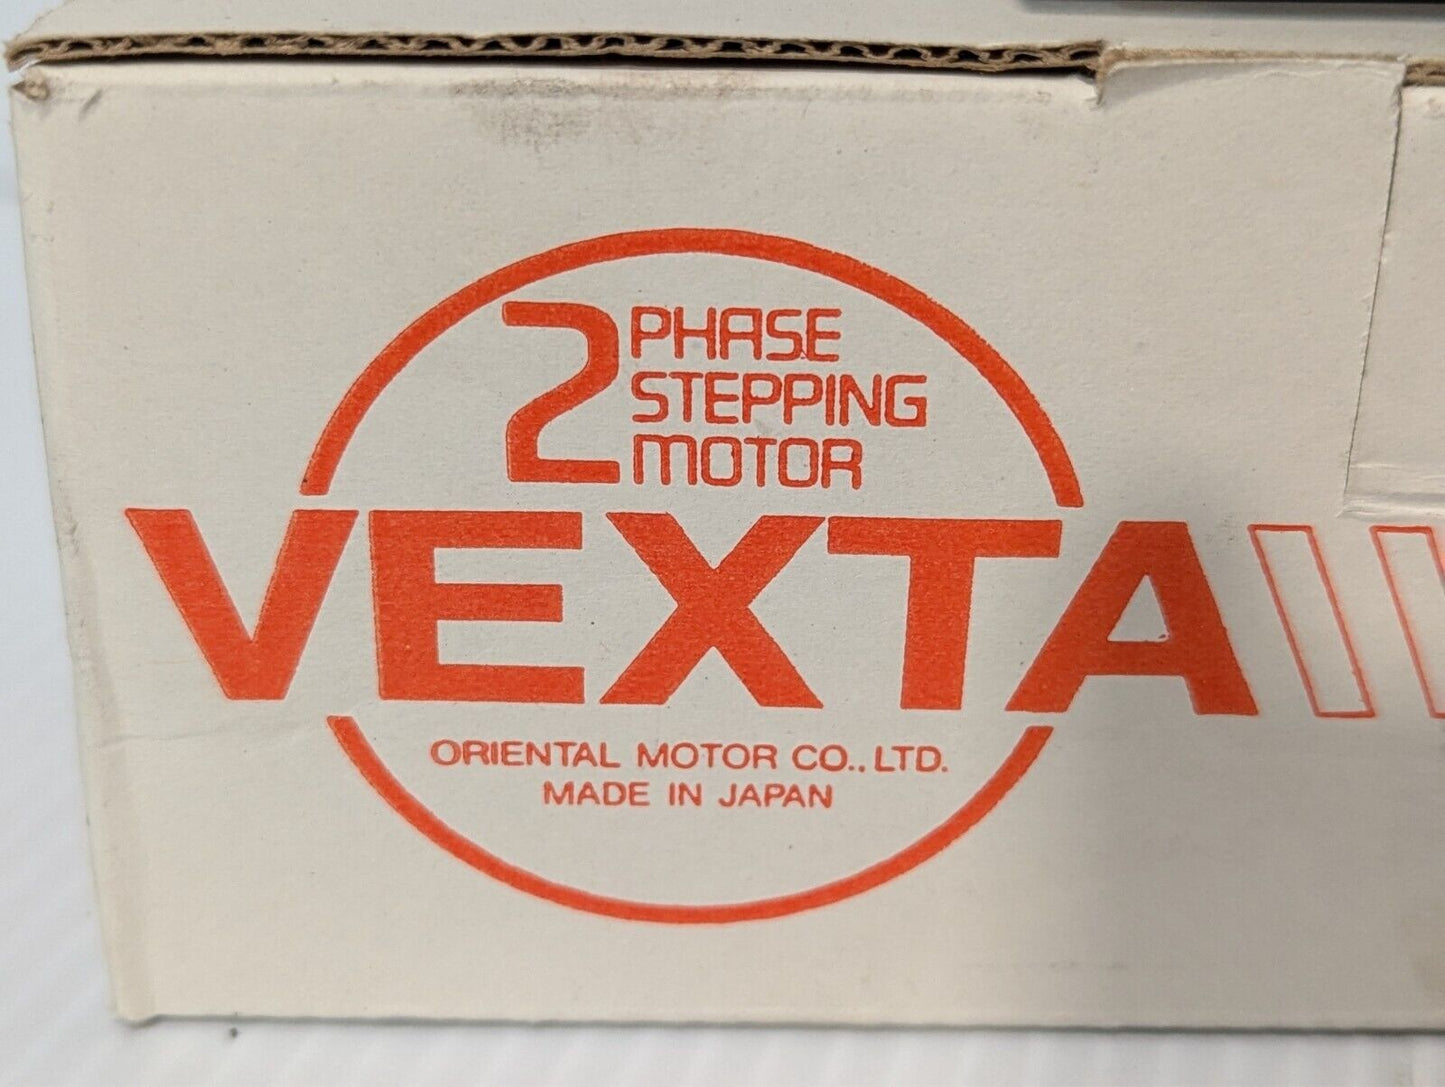 2 PHASE
STEPPING
MOTOR
VEXTA
ORIENTAL MOTOR CO., LTD.
MADE IN JAPAN